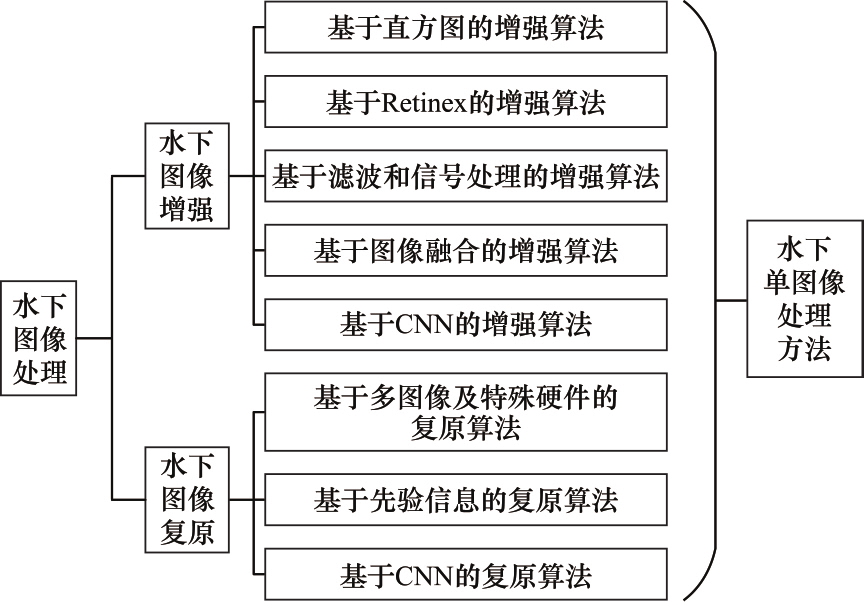 水下
图像
处理
水下
图像
增强
基于直方图的增强算法
基于Retinex的增强算法
基于滤波和信号处理的增强算法
基于图像融合的增强算法
基于CNN的增强算法
水下
图像
复原
基于多图像及特殊硬件的
复原算法
基于先验信息的复原算法
基于CNN的复原算法
水下
单图像
处理
方法